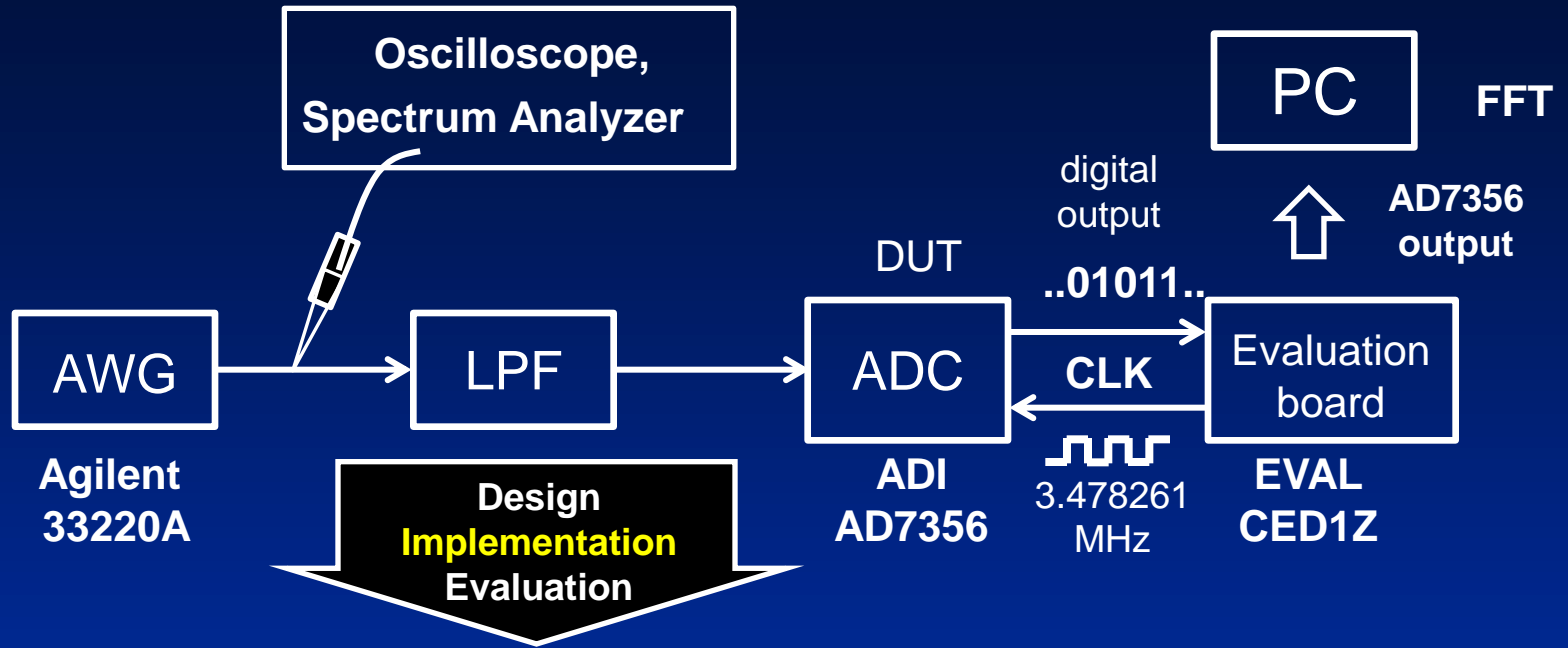 Oscilloscope,
Spectrum Analyzer
PC
FFT
digital
output
AD7356
output
DUT
..01011..
AWG
LPF
ADC
CLK
Evaluation
board
Agilent
33220A
Design
Implementation
Evaluation
ADI
AD7356
3.478261
MHz
EVAL
CED1Z